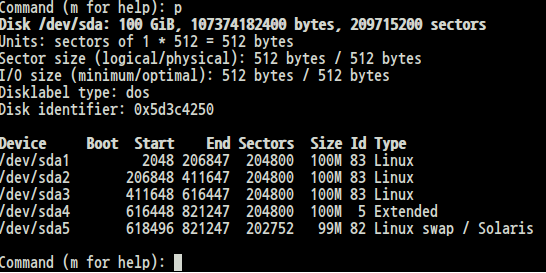 Command (m for help): p
Disk /dev/sda: 100 GiB, 107374182400 bytes, 209715200 sectors
Units: sectors of 1 * 512 = 512 bytes
Sector size (logical/physical): 512 bytes / 512 bytes
I/O size (minimum/optimal): 512 bytes / 512 bytes
Disklabel type: dos
Disk identifier: 0x5d3c4250
Device     Boot  Start    End Sectors  Size Id Type
/dev/sda1         2048 206847  204800  100M 83 Linux
/dev/sda2       206848 411647  204800  100M 83 Linux
/dev/sda3       411648 616447  204800  100M 83 Linux
/dev/sda4       616448 821247  204800  100M  5 Extended
/dev/sda5       618496 821247  202752   99M 82 Linux swap / Solaris
Command (m for help):